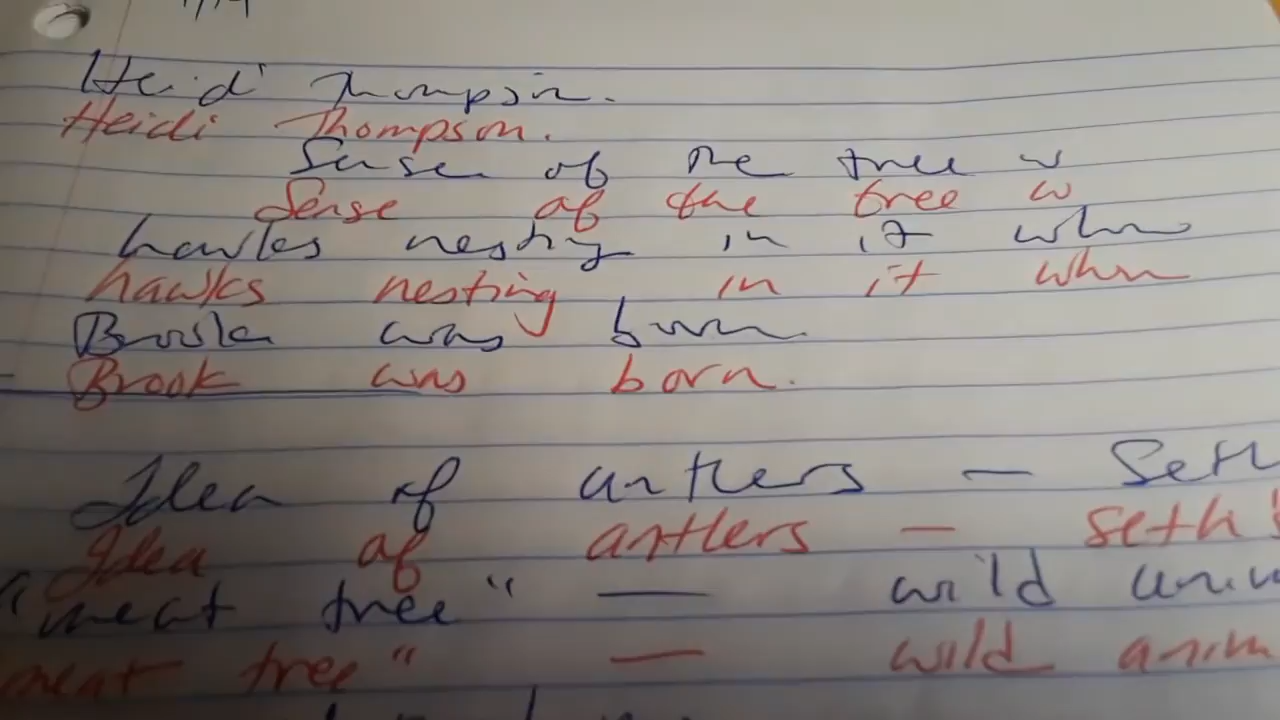 Heidi Thompson.
Heidi Thompson.
Sense of the tree w
Sense of the tree w
hawks nesting in it when
hawks nesting in it when
Brook was born.
Brook was born.
Idea of antlers — Seth
Idea of antlers — Seth's
"meat tree" — wild anim
meat tree" — wild anim